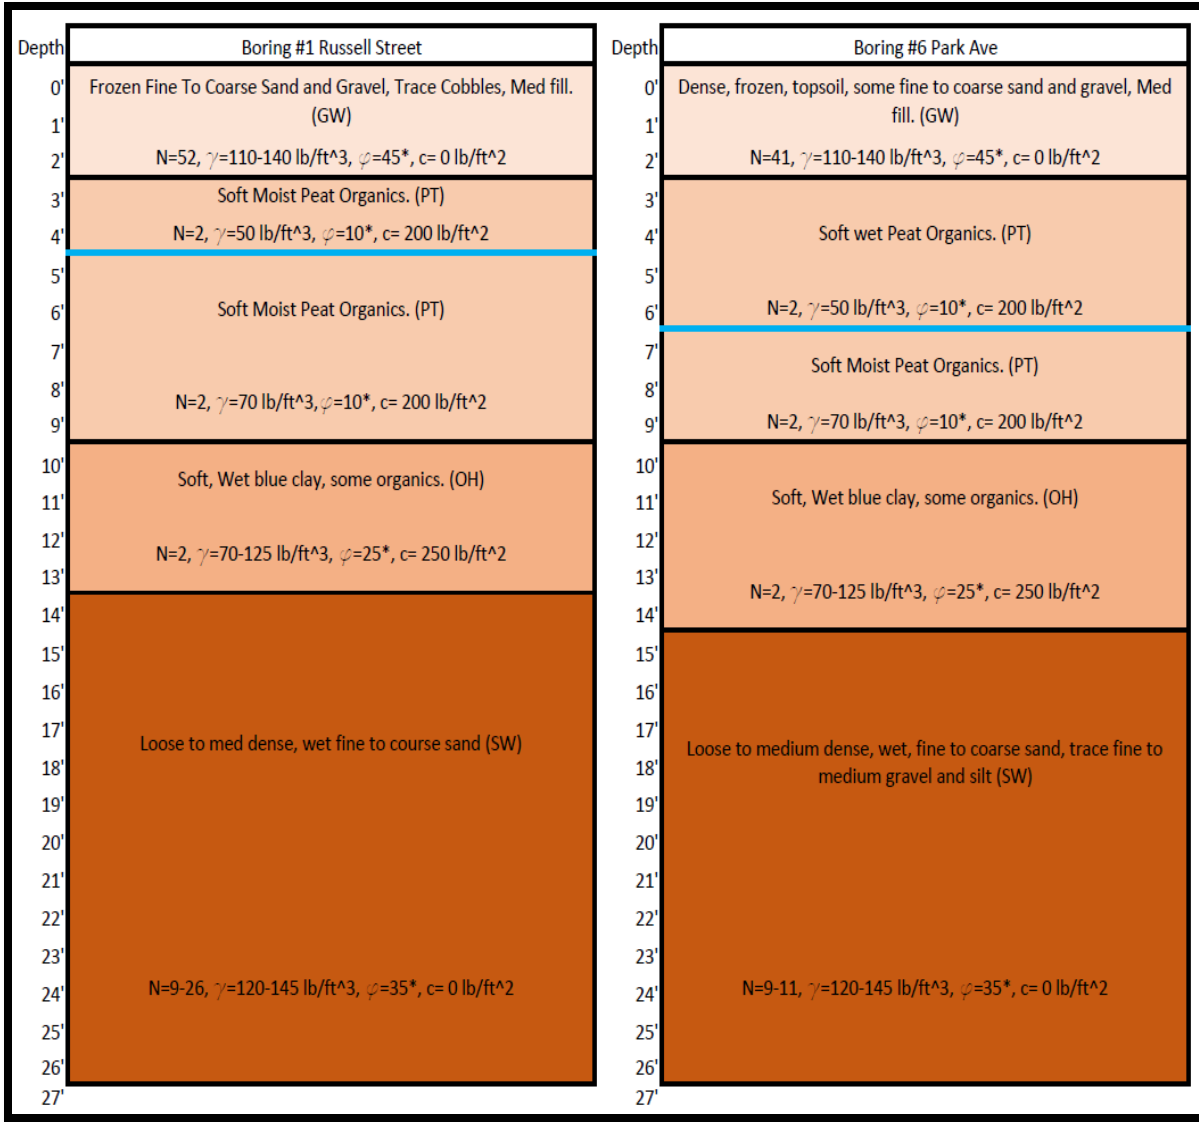 Depth
Boring #1 Russell Street
0'
1'
2'
3'
4'
5'
6'
7'
8'
9'
10'
11'
12'
13'
14'
15'
16'
17'
18'
19'
20'
21'
22'
23'
24'
25'
26'
27'
Frozen Fine To Coarse Sand and Gravel, Trace Cobbles, Med fill.
(GW)
N=52, γ=110-140 lb/ft^3, φ=45*, c= 0 lb/ft^2
Soft Moist Peat Organics. (PT)
N=2, γ=50 lb/ft^3, φ=10*, c= 200 lb/ft^2
Soft Moist Peat Organics. (PT)
N=2, γ=70 lb/ft^3,φ=10*, c= 200 lb/ft^2
Soft, Wet blue clay, some organics. (OH)
N=2, γ=70-125 lb/ft^3, φ=25*, c= 250 lb/ft^2
Loose to med dense, wet fine to course sand (SW)
N=9-26, γ=120-145 lb/ft^3, φ=35*, c= 0 lb/ft^2
Depth
Boring #6 Park Ave
0'
1'
2'
3'
4'
5'
6'
7'
8'
9'
10'
11'
12'
13'
14'
15'
16'
17'
18'
19'
20'
21'
22'
23'
24'
25'
26'
27'
Dense, frozen, topsoil, some fine to coarse sand and gravel, Med
fill. (GW)
N=41, γ=110-140 lb/ft^3, φ=45*, c= 0 lb/ft^2
Soft wet Peat Organics. (PT)
N=2, γ=50 lb/ft^3, φ=10*, c= 200 lb/ft^2
Soft Moist Peat Organics. (PT)
N=2, γ=70 lb/ft^3, φ=10*, c= 200 lb/ft^2
Soft, Wet blue clay, some organics. (OH)
N=2, γ=70-125 lb/ft^3, φ=25*, c= 250 lb/ft^2
Loose to medium dense, wet, fine to coarse sand, trace fine to
medium gravel and silt (SW)
N=9-11, γ=120-145 lb/ft^3, φ=35*, c= 0 lb/ft^2